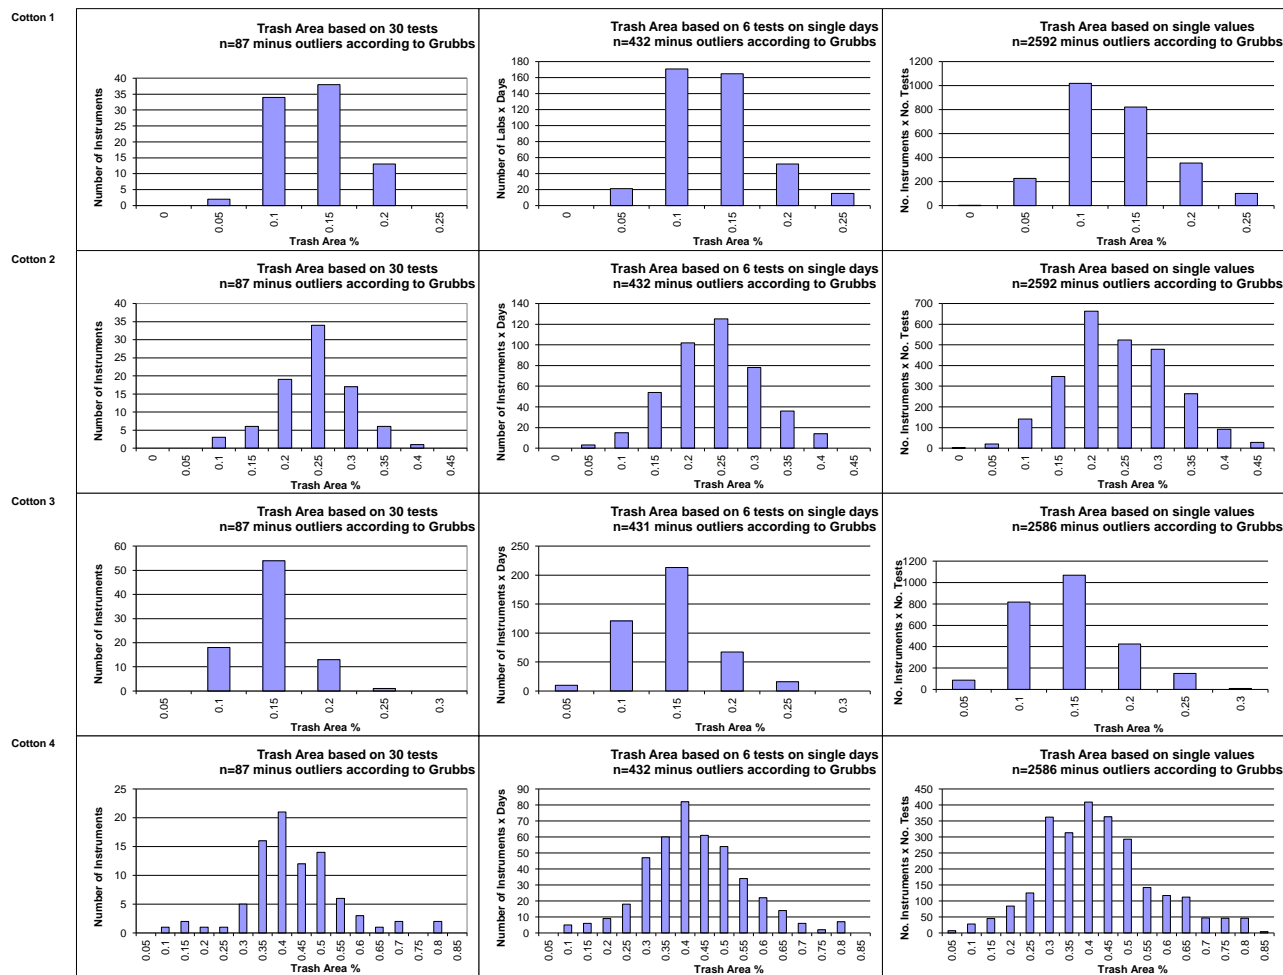 Cotton 1
Trash Area based on 30 tests
n=87 minus outliers according to Grubbs
Number of Instruments
40
35
30
25
20
15
10
5
0
0 0.05 0.1 0.15 0.2 0.25
Trash Area %
Trash Area based on 6 tests on single days
n=432 minus outliers according to Grubbs
Number of Labs x Days
180
160
140
120
100
80
60
40
20
0
0 0.05 0.1 0.15 0.2 0.25
Trash Area %
Trash Area based on single values
n=2592 minus outliers according to Grubbs
No. Instruments x No. Tests
1200
1000
800
600
400
200
0
0 0.05 0.1 0.15 0.2 0.25
Trash Area %
Cotton 2
Trash Area based on 30 tests
n=87 minus outliers according to Grubbs
Number of Instruments
40
35
30
25
20
15
10
5
0
0 0.05 0.1 0.15 0.2 0.25 0.3 0.35 0.4 0.45
Trash Area %
Trash Area based on 6 tests on single days
n=432 minus outliers according to Grubbs
Number of Instruments x Days
140
120
100
80
60
40
20
0
0 0.05 0.1 0.15 0.2 0.25 0.3 0.35 0.4 0.45
Trash Area %
Trash Area based on single values
n=2592 minus outliers according to Grubbs
No. Instruments x No. Tests
700
600
500
400
300
200
100
0
0 0.05 0.1 0.15 0.2 0.25 0.3 0.35 0.4 0.45
Trash Area %
Cotton 3
Trash Area based on 30 tests
n=87 minus outliers according to Grubbs
Number of Instruments
60
50
40
30
20
10
0
0.05 0.1 0.15 0.2 0.25 0.3
Trash Area %
Trash Area based on 6 tests on single days
n=431 minus outliers according to Grubbs
Number of Instruments x Days
250
200
150
100
50
0
0.05 0.1 0.15 0.2 0.25 0.3
Trash Area %
Trash Area based on single values
n=2586 minus outliers according to Grubbs
No. Instruments x No. Tests
1200
1000
800
600
400
200
0
0.05 0.1 0.15 0.2 0.25 0.3
Trash Area %
Cotton 4
Trash Area based on 30 tests
n=87 minus outliers according to Grubbs
Number of Instruments
25
20
15
10
5
0
0.05 0.1 0.15 0.2 0.25 0.3 0.35 0.4 0.45 0.5 0.55 0.6 0.65 0.7 0.75 0.8 0.85
Trash Area %
Trash Area based on 6 tests on single days
n=432 minus outliers according to Grubbs
Number of Instruments x Days
90
80
70
60
50
40
30
20
10
0
0.05 0.1 0.15 0.2 0.25 0.3 0.35 0.4 0.45 0.5 0.55 0.6 0.65 0.7 0.75 0.8 0.85
Trash Area %
Trash Area based on single values
n=2586 minus outliers according to Grubbs
No. Instruments x No. Tests
450
400
350
300
250
200
150
100
50
0
0.05 0.1 0.15 0.2 0.25 0.3 0.35 0.4 0.45 0.5 0.55 0.6 0.65 0.7 0.75 0.8 0.85
Trash Area %